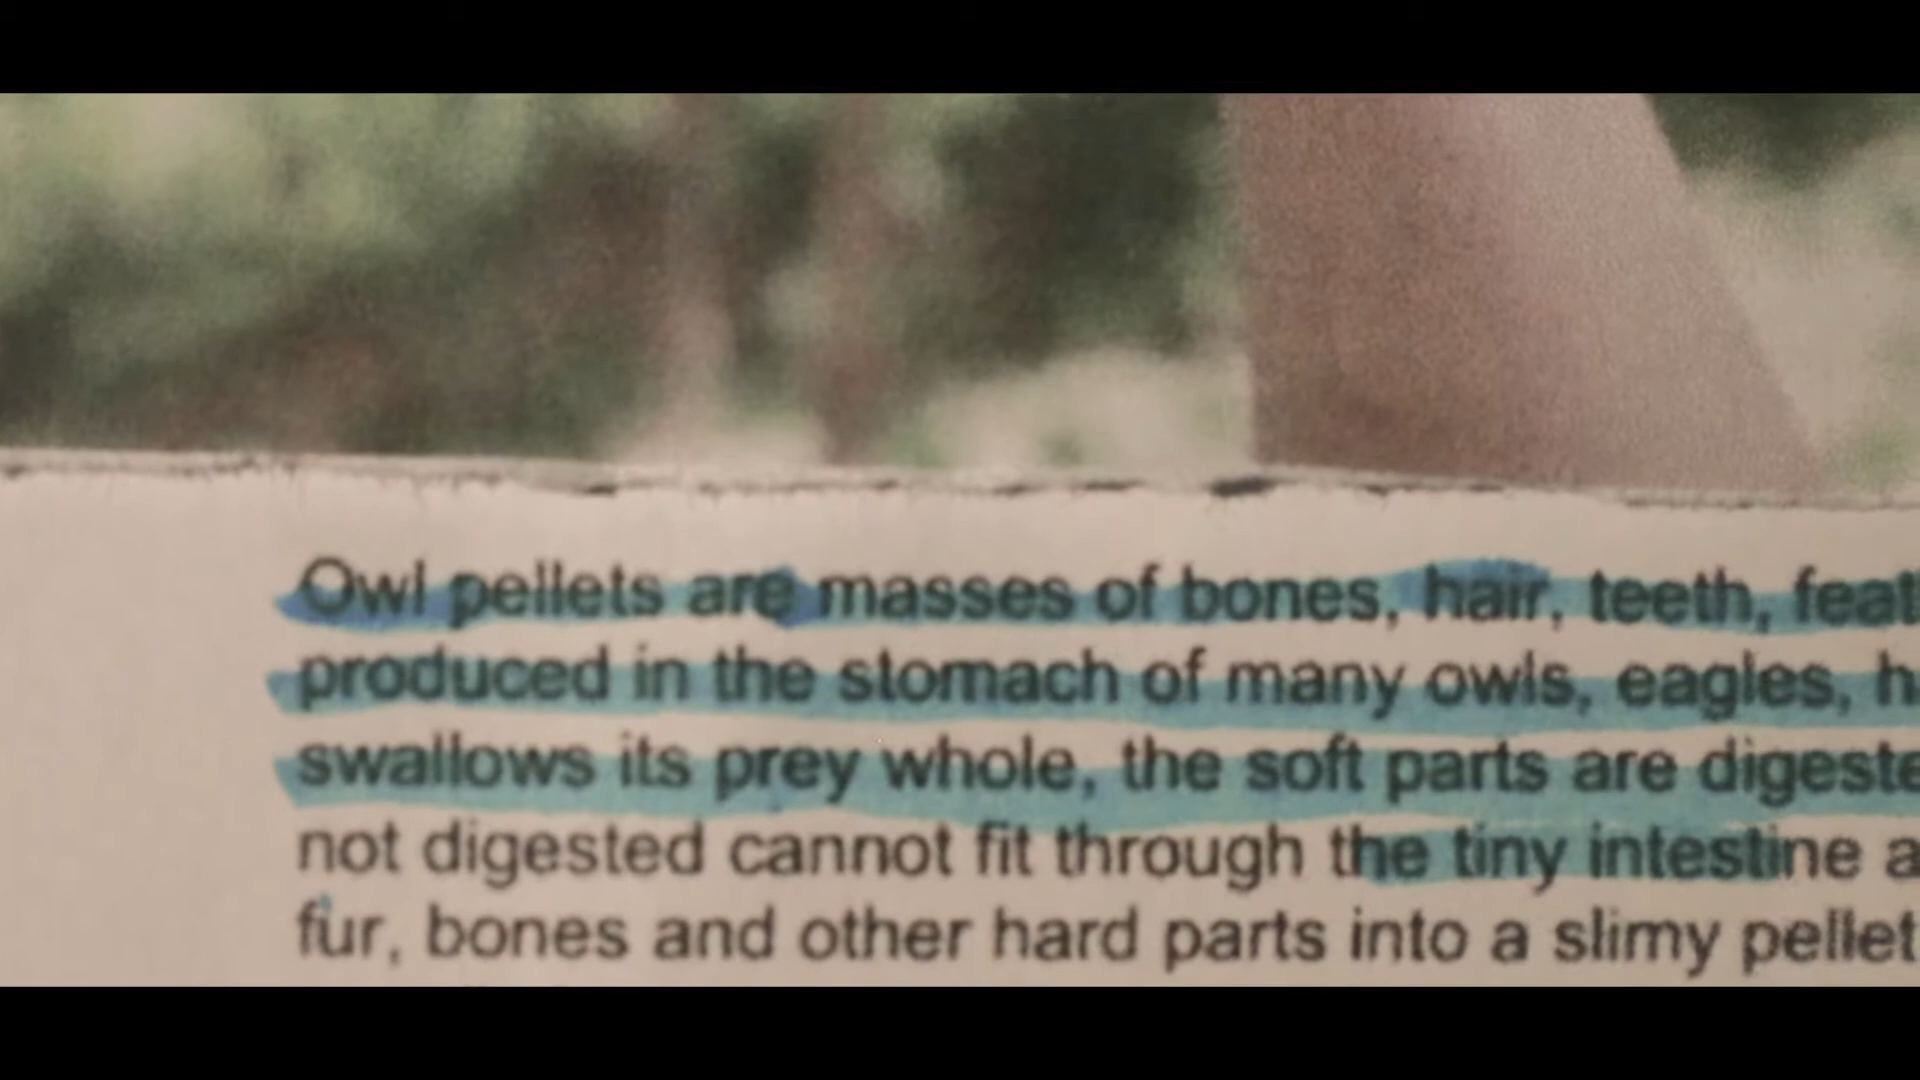 Owl pellets are masses of bones, hair, teeth,
produced in the stomach of many owls, eagles,
swallows its prey whole, the soft parts are
not digested cannot fit through the tiny intestine
fur, bones and other hard parts into a slimy pellet